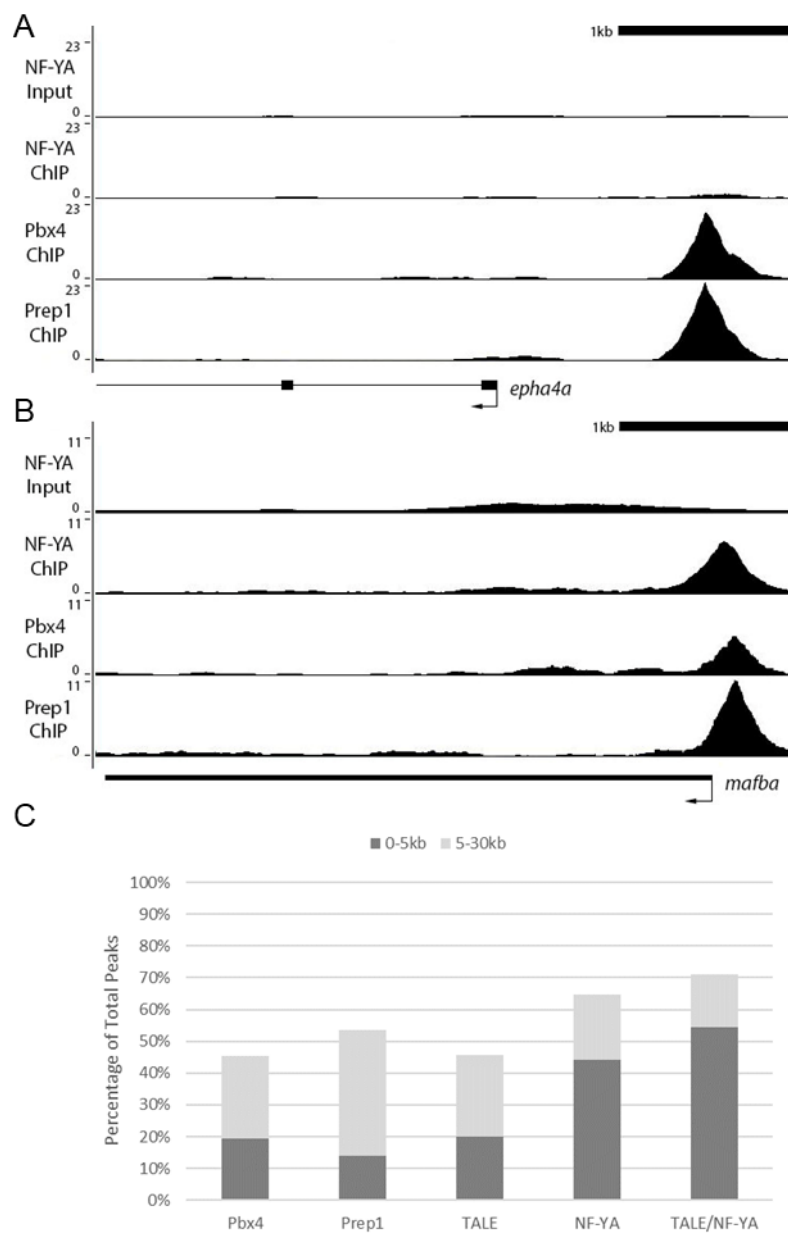 A
1kb
23
NF-YA
Input
0
23
NF-YA
ChIP
0
23
Pbx4
ChIP
0
23
Prep1
ChIP
0
epha4a
B
1kb
11
NF-YA
Input
0
11
NF-YA
ChIP
0
11
Pbx4
ChIP
0
11
Prep1
ChIP
0
mafba
C
0-5kb 5-30kb
Percentage of Total Peaks
100%
90%
80%
70%
60%
50%
40%
30%
20%
10%
0%
Pbx4 Prep1 TALE NF-YA TALE/NF-YA